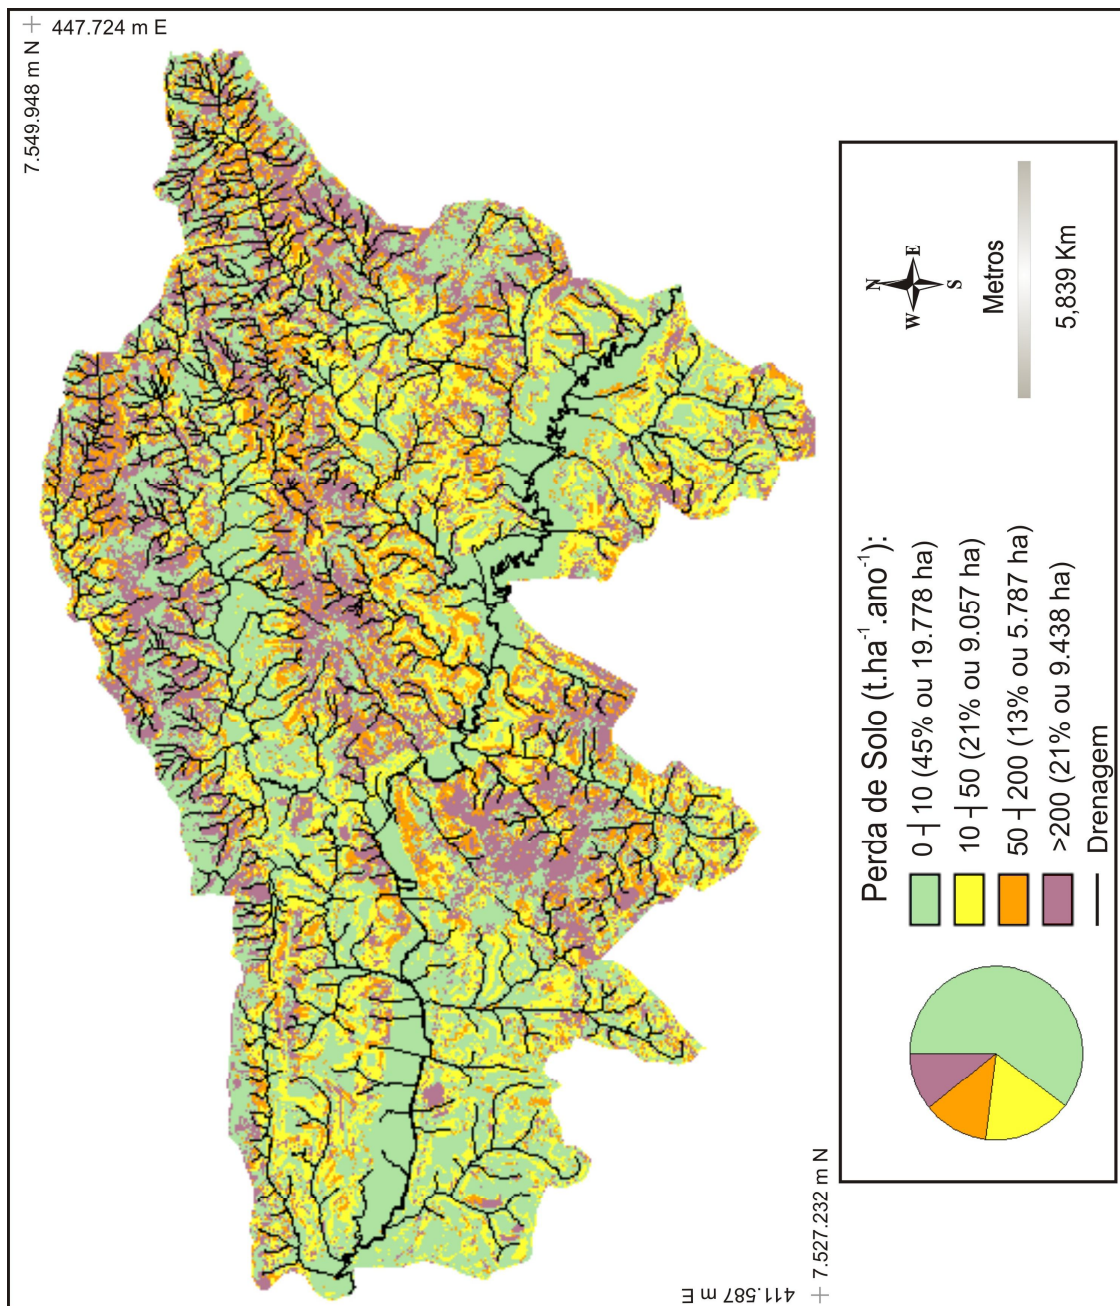 447.724 m E
7.549.948 m N
N
E
W
S
Metros
5,839 Km
Perda de Solo (t.ha⁻¹.ano⁻¹):
0 ┤ 10 (45% ou 19.778 ha)
10 ┤ 50 (21% ou 9.057 ha)
50 ┤ 200 (13% ou 5.787 ha)
>200 (21% ou 9.438 ha)
Drenagem
411.587 m E
7.527.232 m N